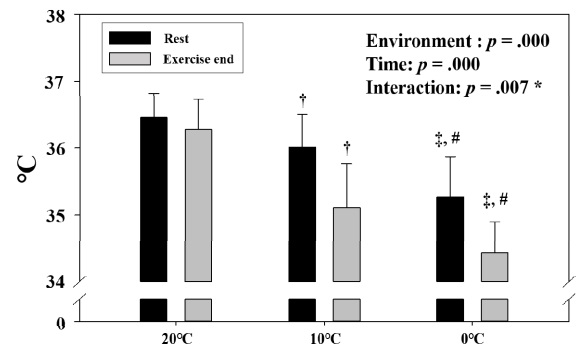 38
37
36
35
34
0
°C
Rest
Exercise end
Environment : p = .000
Time: p = .000
Interaction: p = .007 *
†
†
‡, #
‡, #
20°C
10°C
0°C